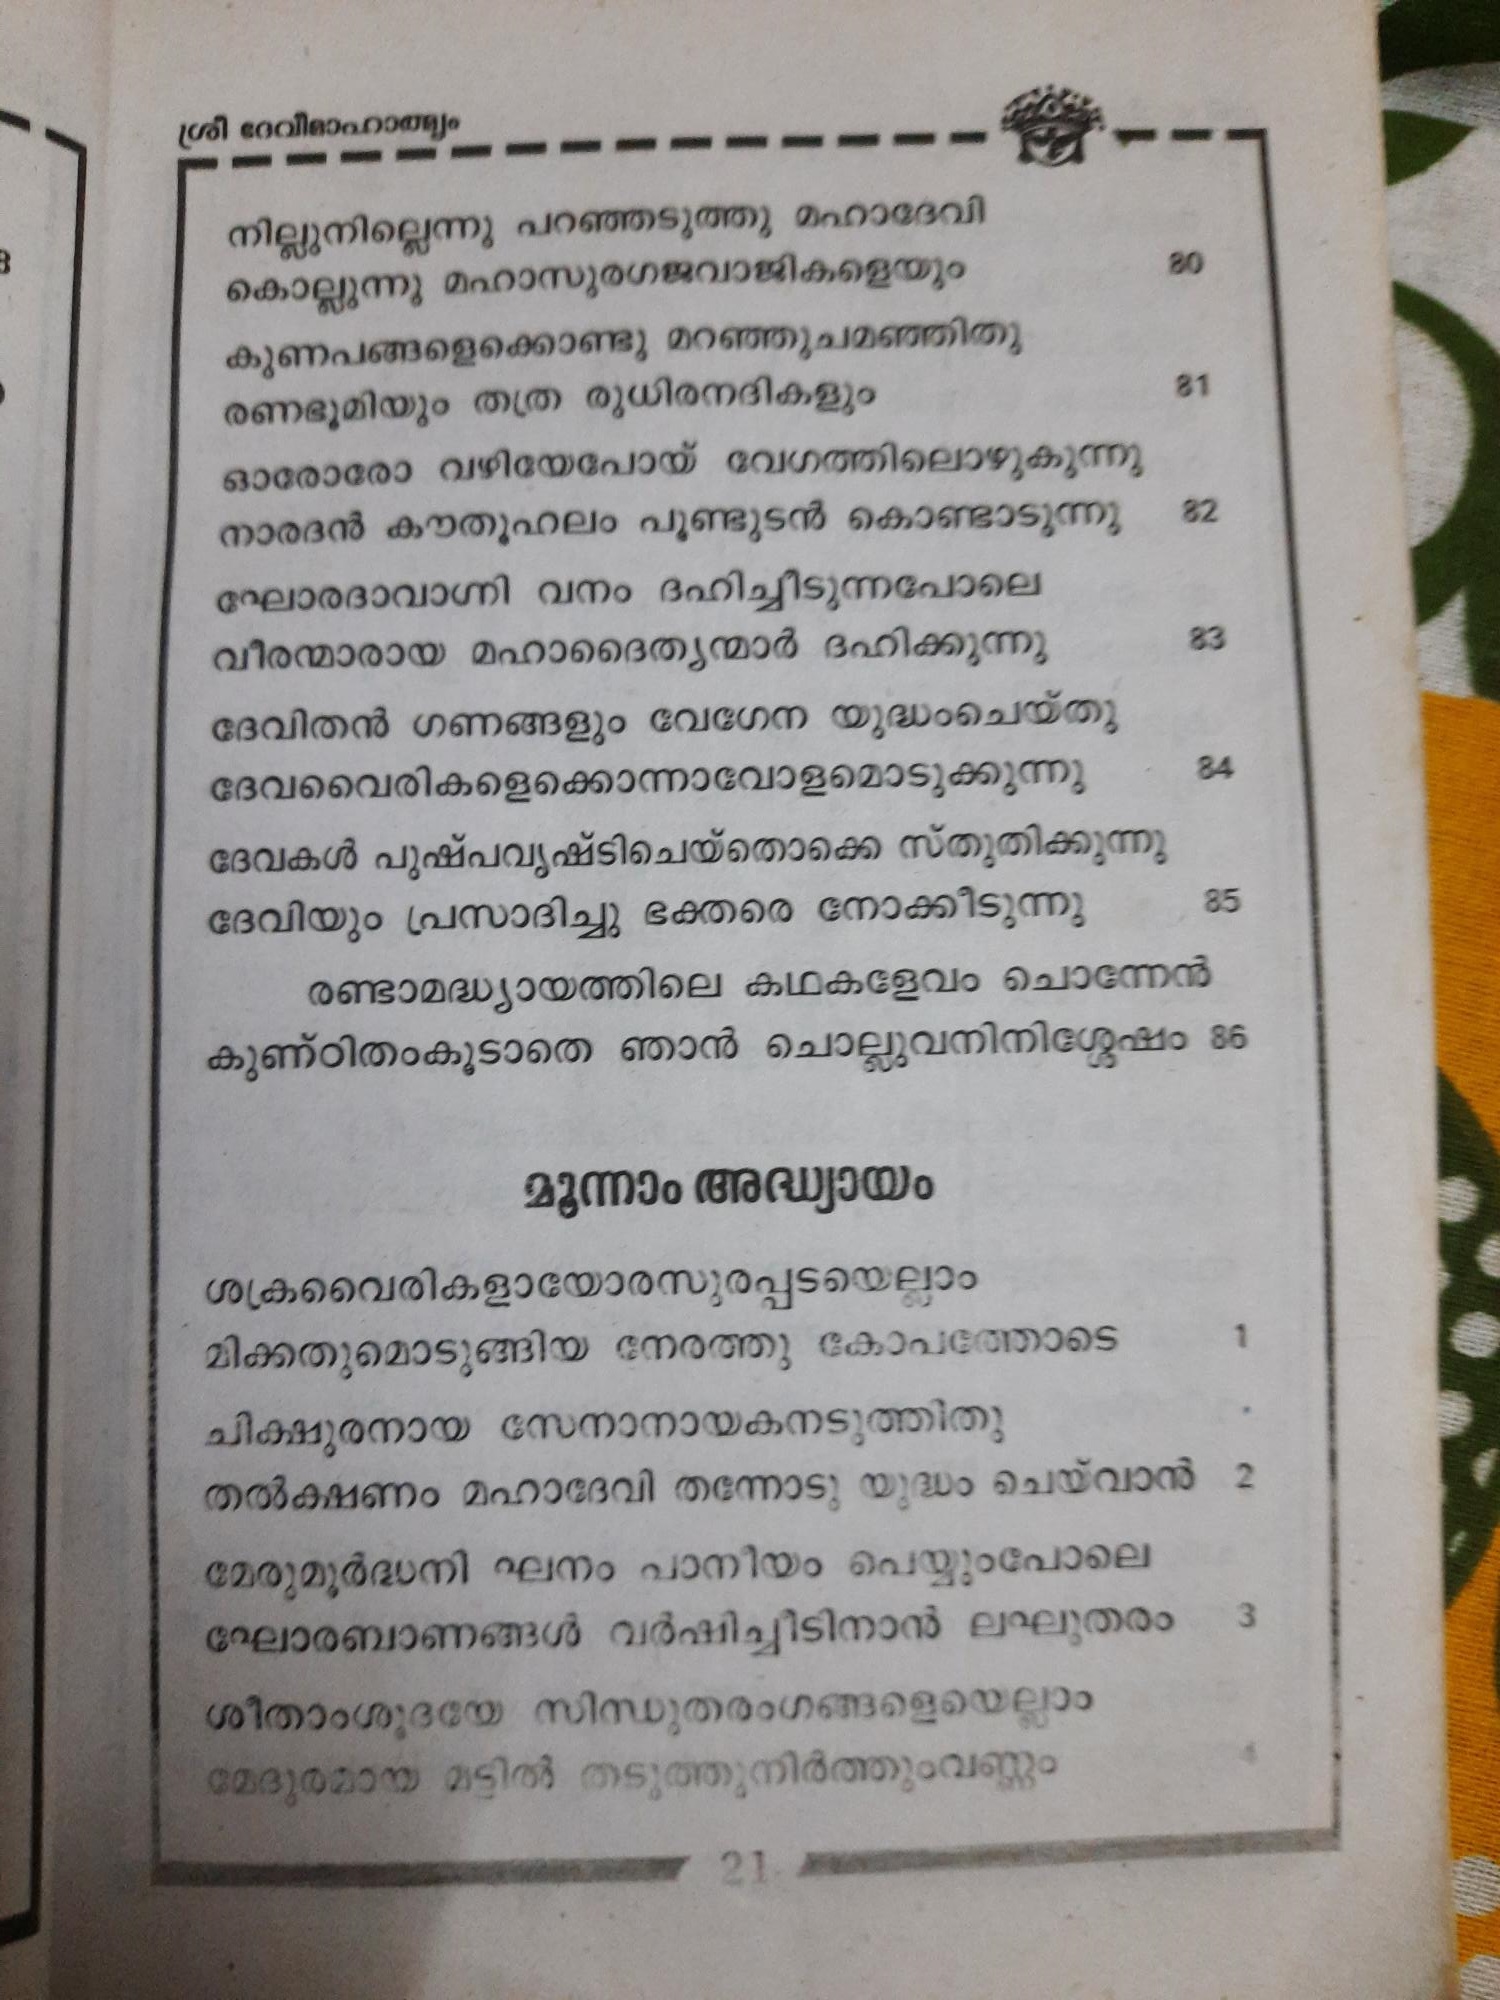 ശ്രീ ദേവീമാഹാത്മ്യം
നില്ലുനില്ലെന്നു പറഞ്ഞടുത്തു മഹാദേവി
കൊല്ലുന്നു മഹാസുരഗജവാജികളെയും 80
കുണപങ്ങളെക്കൊണ്ടു മറഞ്ഞുചമഞ്ഞിതു
രണഭൂമിയും തത്ര രുധിരനദികളും 81
ഓരോരോ വഴിയേപോയ് വേഗത്തിലൊഴുകുന്നു
നാരദൻ കൗതൂഹലം പൂണ്ടുടൻ കൊണ്ടാടുന്നു 82
ഘോരദാവാഗ്നി വനം ദഹിച്ചീടുന്നപോലെ
വീരന്മാരായ മഹാദൈത്യന്മാർ ദഹിക്കുന്നു 83
ദേവിതൻ ഗണങ്ങളും വേഗേന യുദ്ധംചെയ്തു
ദേവവൈരികളെക്കൊന്നാവോളമൊടുക്കുന്നു 84
ദേവകൾ പുഷ്പവൃഷ്ടിചെയ്തൊക്കെ സ്തുതിക്കുന്നു
ദേവിയും പ്രസാദിച്ചു ഭക്തരെ നോക്കീടുന്നു 85
രണ്ടാമദ്ധ്യായത്തിലെ കഥകളേവം ചൊന്നേൻ
കുണ്ഠിതംകൂടാതെ ഞാൻ ചൊല്ലുവനിനിശ്ശേഷം 86
മൂന്നാം അദ്ധ്യായം
ശക്രവൈരികളായോരസുരപ്പടയെല്ലാം
മിക്കതുമൊടുങ്ങിയ നേരത്തു കോപത്തോടെ 1
ചിക്ഷുരനായ സേനാനായകനടുത്തിതു
തൽക്ഷണം മഹാദേവി തന്നോടു യുദ്ധം ചെയ്‌വാൻ 2
മേരുമൂർദ്ധനി ഘനം പാനീയം പെയ്യുംപോലെ
ഘോരബാണങ്ങൾ വർഷിച്ചീടിനാൻ ലഘുതരം 3
ശീതാംശൂദയേ സിന്ധുതരംഗങ്ങളെയെല്ലാം
മേദുരമായ മട്ടിൽ തടുത്തുനിർത്തുംവണ്ണം 4
21